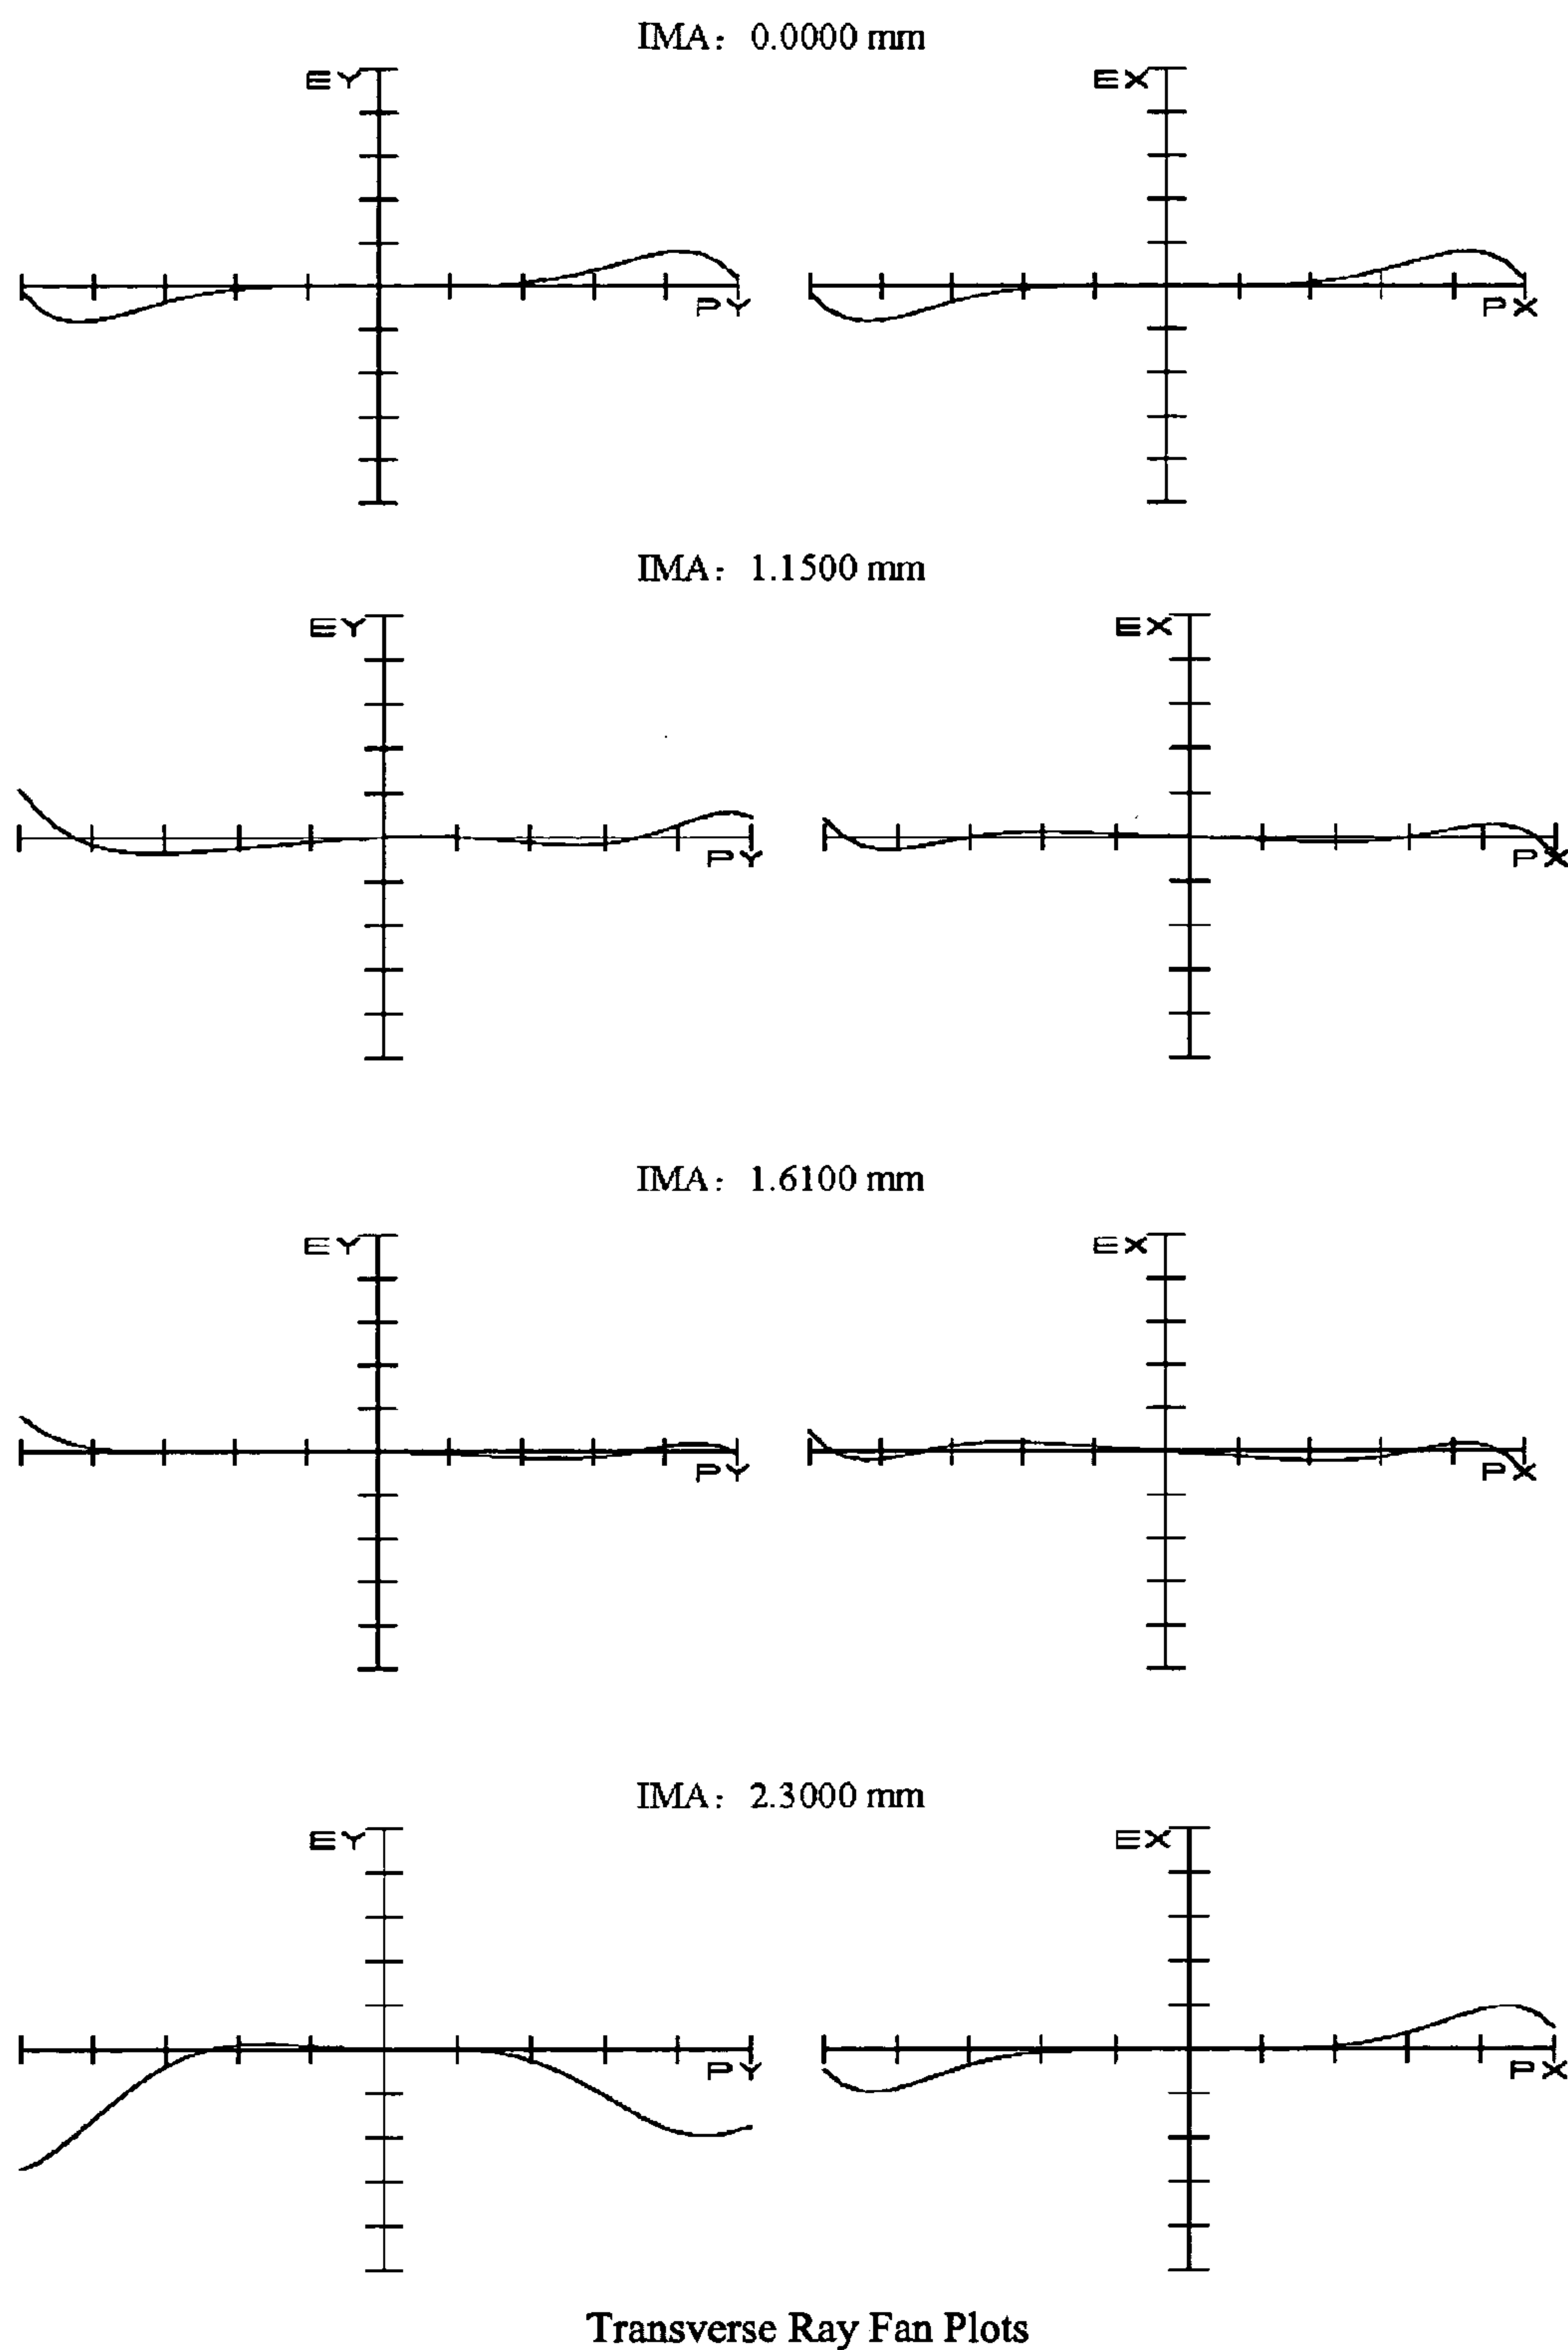 IMA: 0.0000 mm
EY EX
PY PX
IMA: 1.1500 mm
EY EX
PY PX
IMA: 1.6100 mm
EY EX
PY PX
IMA: 2.3000 mm
EY EX
PY PX
Transverse Ray Fan Plots